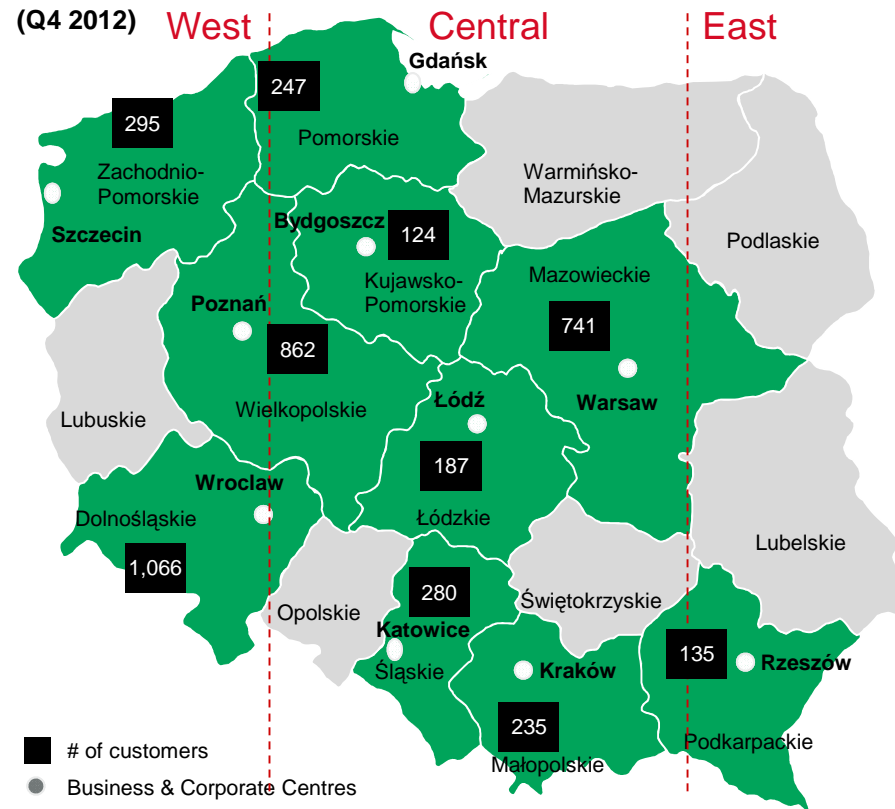 (Q4 2012)
West
Central
East
Gdańsk
247
295
Pomorskie
Zachodnio-
Pomorskie
Warmińsko-
Mazurskie
Szczecin
Bydgoszcz
124
Podlaskie
Kujawsko-
Pomorskie
Mazowieckie
Poznań
741
862
Łódź
Warsaw
Wielkopolskie
Lubuskie
187
Wroclaw
Dolnośląskie
Łódzkie
Lubelskie
1,066
280
Opolskie
Świętokrzyskie
Katowice
Śląskie
Kraków
135
Rzeszów
235
Małopolskie
Podkarpackie
# of customers
Business & Corporate Centres